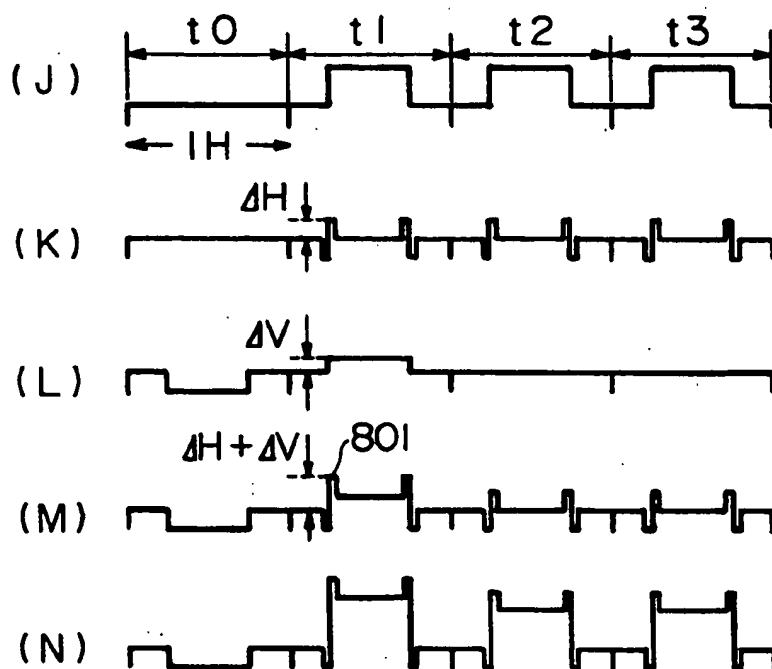 t0 t1 t2 t3
(J)
1H
ΔH
(K)
ΔV
(L)
ΔH + ΔV 801
(M)
(N)